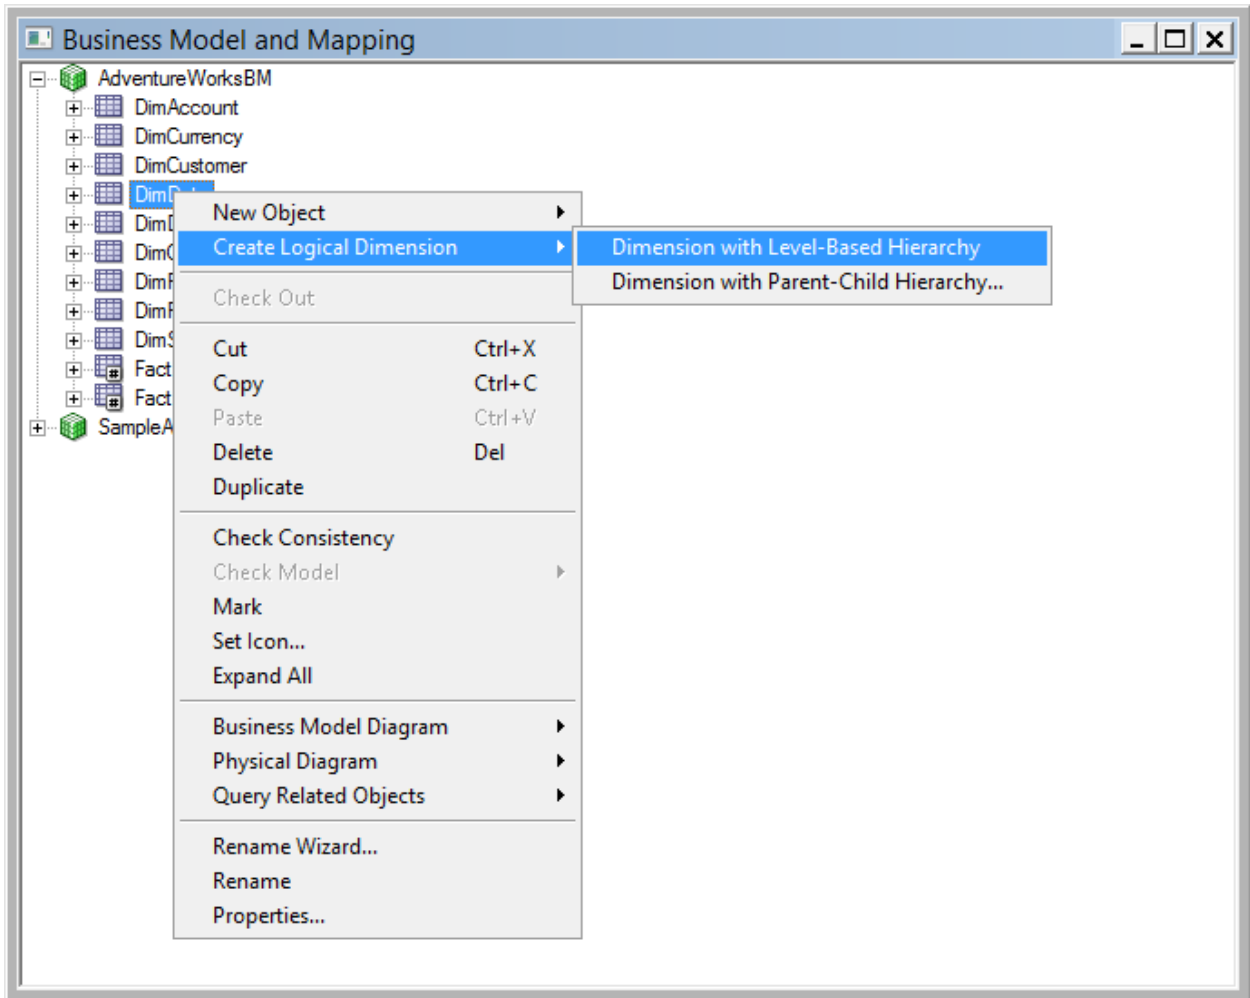 Business Model and Mapping
AdventureWorksBM
DimAccount
DimCurrency
DimCustomer
New Object
Create Logical Dimension
Dimension with Level-Based Hierarchy
Dimension with Parent-Child Hierarchy...
Check Out
Cut Ctrl+X
Fact
Copy Ctrl+C
Fact
Paste Ctrl+V
Delete Del
Duplicate
Check Consistency
Check Model
Mark
Set Icon...
Expand All
Business Model Diagram
Physical Diagram
Query Related Objects
Rename Wizard...
Rename
Properties...